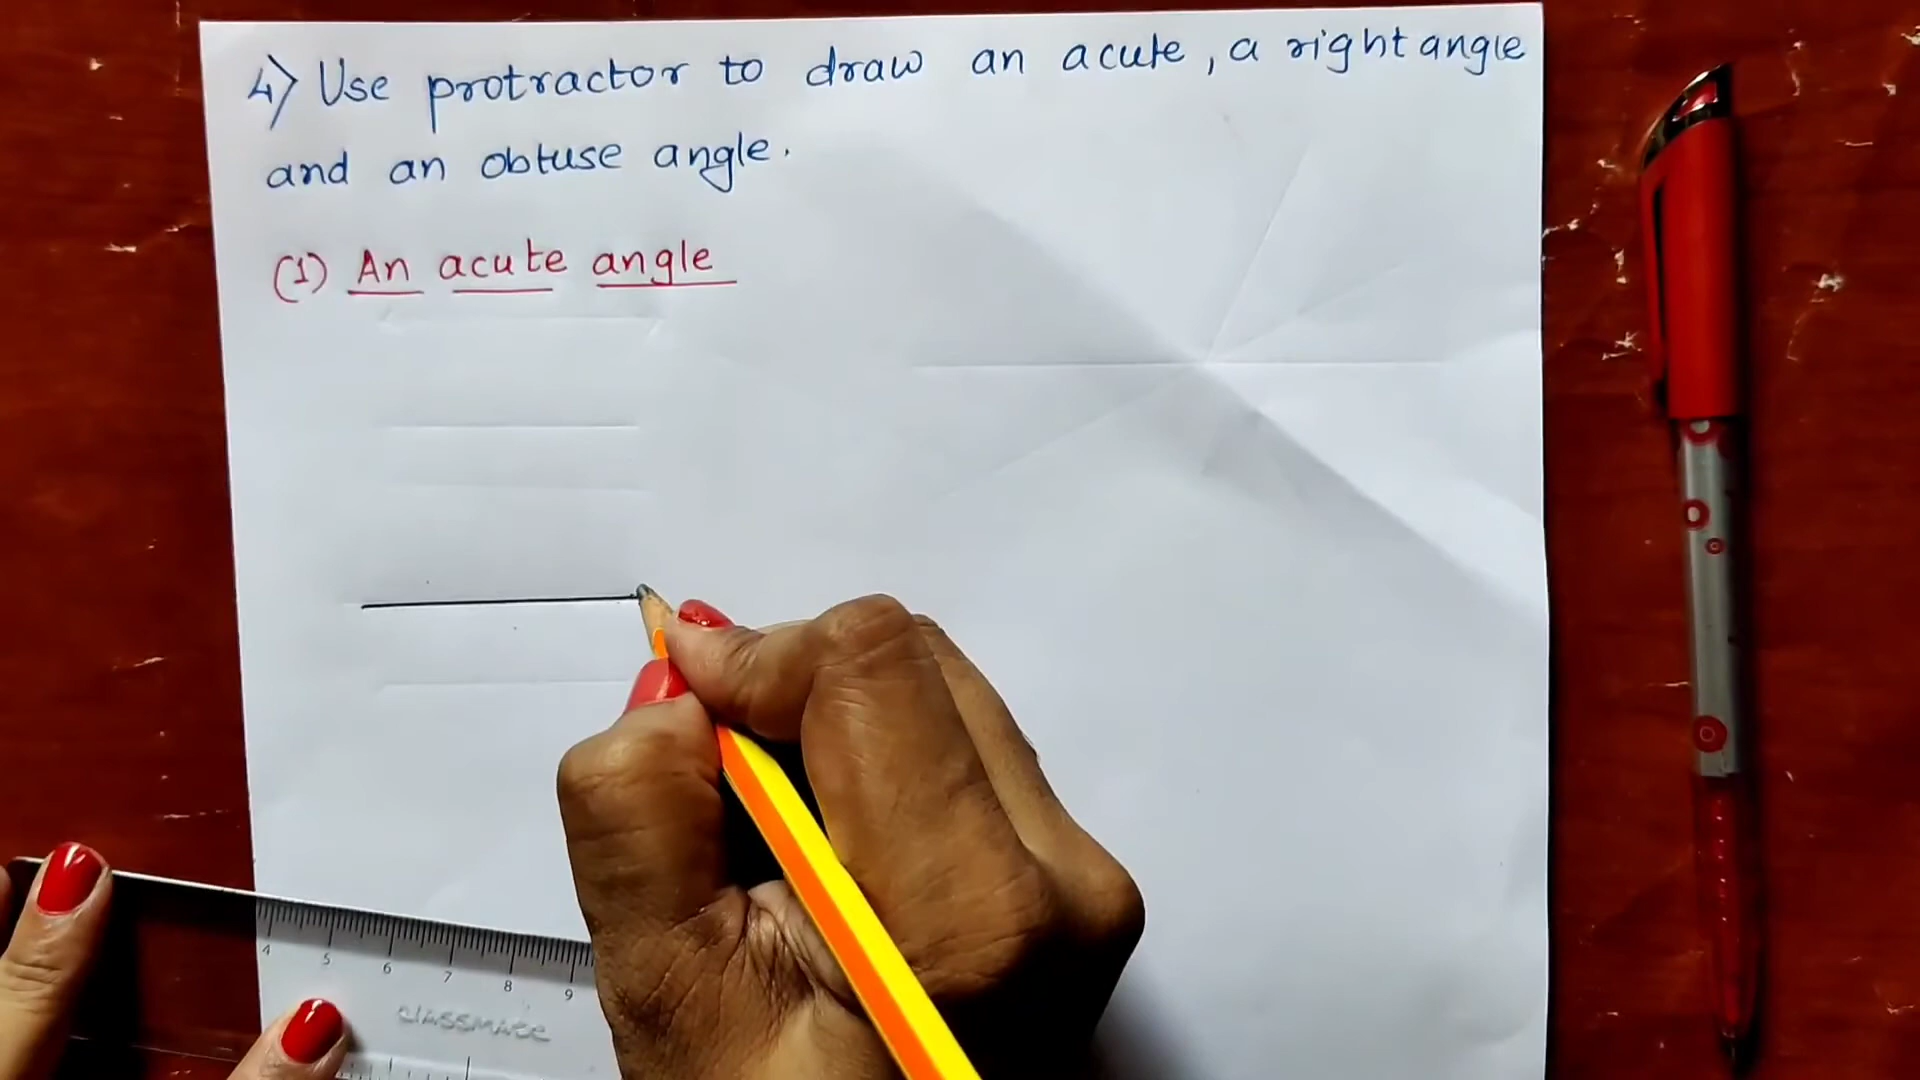 4) Use protractor to draw an acute, a right angle
and an obtuse angle.
(1) An acute angle
4 5 6 7 8 9
classmate